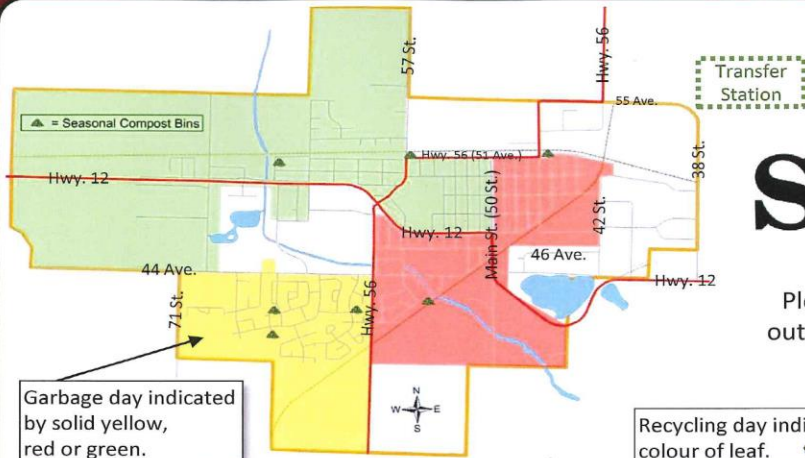 57 St.
Hwy. 56
Transfer
Station
55 Ave.
= Seasonal Compost Bins
Hwy. 56 (51 Ave.)
38 St.
Hwy. 12
S
Main St. (50 St.)
42 St.
Hwy. 12
46 Ave.
44 Ave.
Hwy. 12
71 St.
Hwy. 56
Ple
out
Garbage day indicated
by solid yellow,
red or green.
N
W E
S
Recycling day indi
colour of leaf.